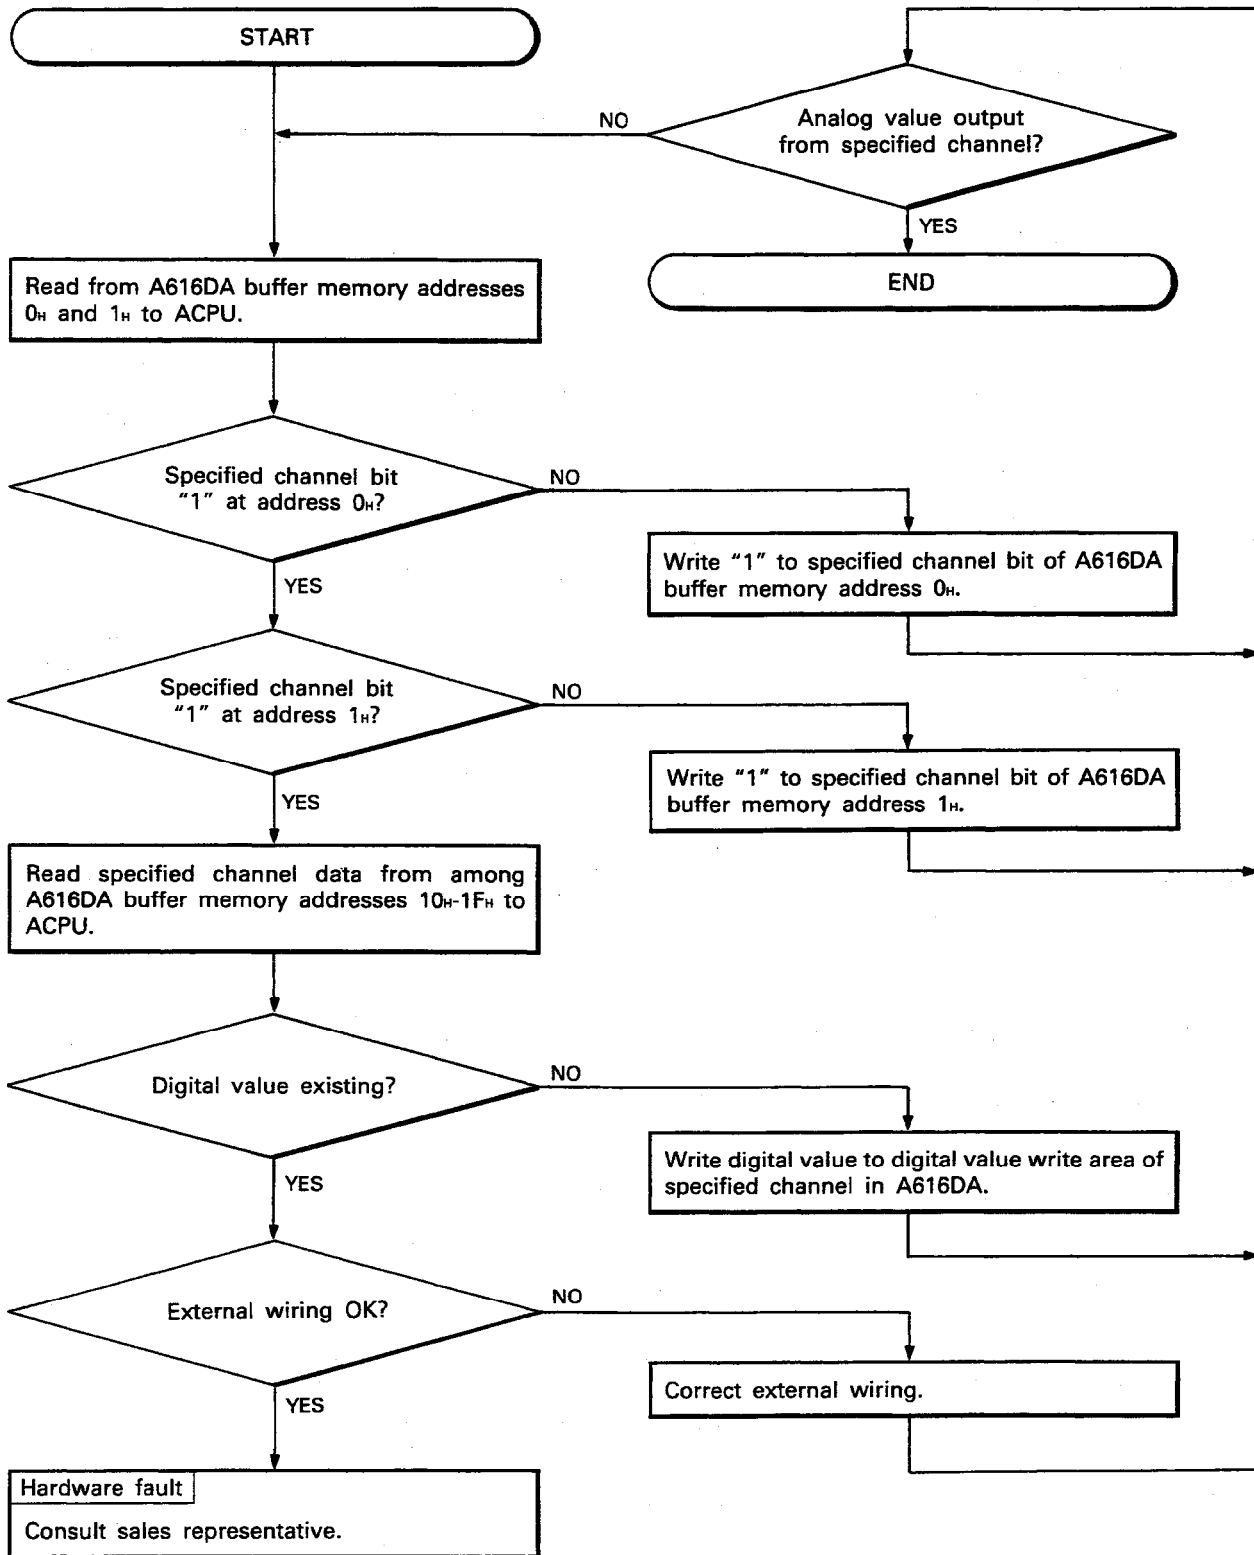 START
Analog value output
from specified channel?
NO
YES
END
Read from A616DA buffer memory addresses
0H and 1H to ACPU.
Specified channel bit
“1” at address 0H?
NO
YES
Write “1” to specified channel bit of A616DA
buffer memory address 0H.
Specified channel bit
“1” at address 1H?
NO
YES
Write “1” to specified channel bit of A616DA
buffer memory address 1H.
Read specified channel data from among
A616DA buffer memory addresses 10H-1FH to
ACPU.
Digital value existing?
NO
YES
Write digital value to digital value write area of
specified channel in A616DA.
External wiring OK?
NO
YES
Correct external wiring.
Hardware fault
Consult sales representative.